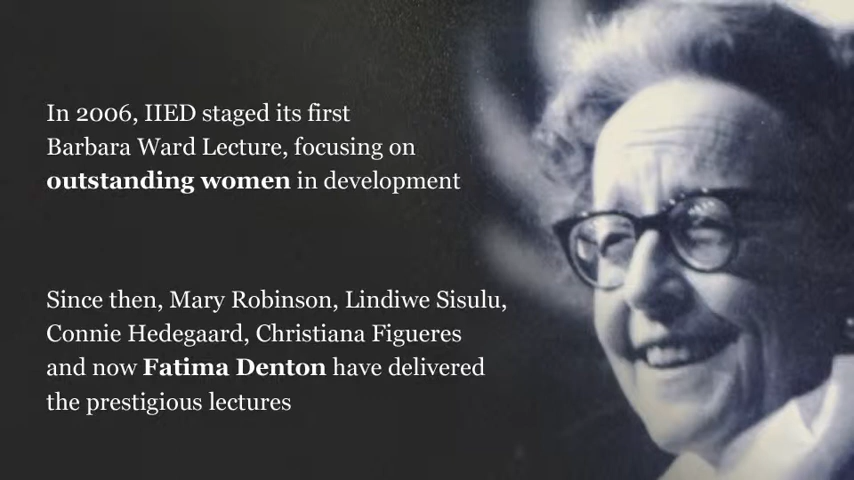 In 2006, IIED staged its first
Barbara Ward Lecture, focusing on
outstanding women in development
Since then, Mary Robinson, Lindiwe Sisulu,
Connie Hedegaard, Christiana Figueres
and now Fatima Denton have delivered
the prestigious lectures